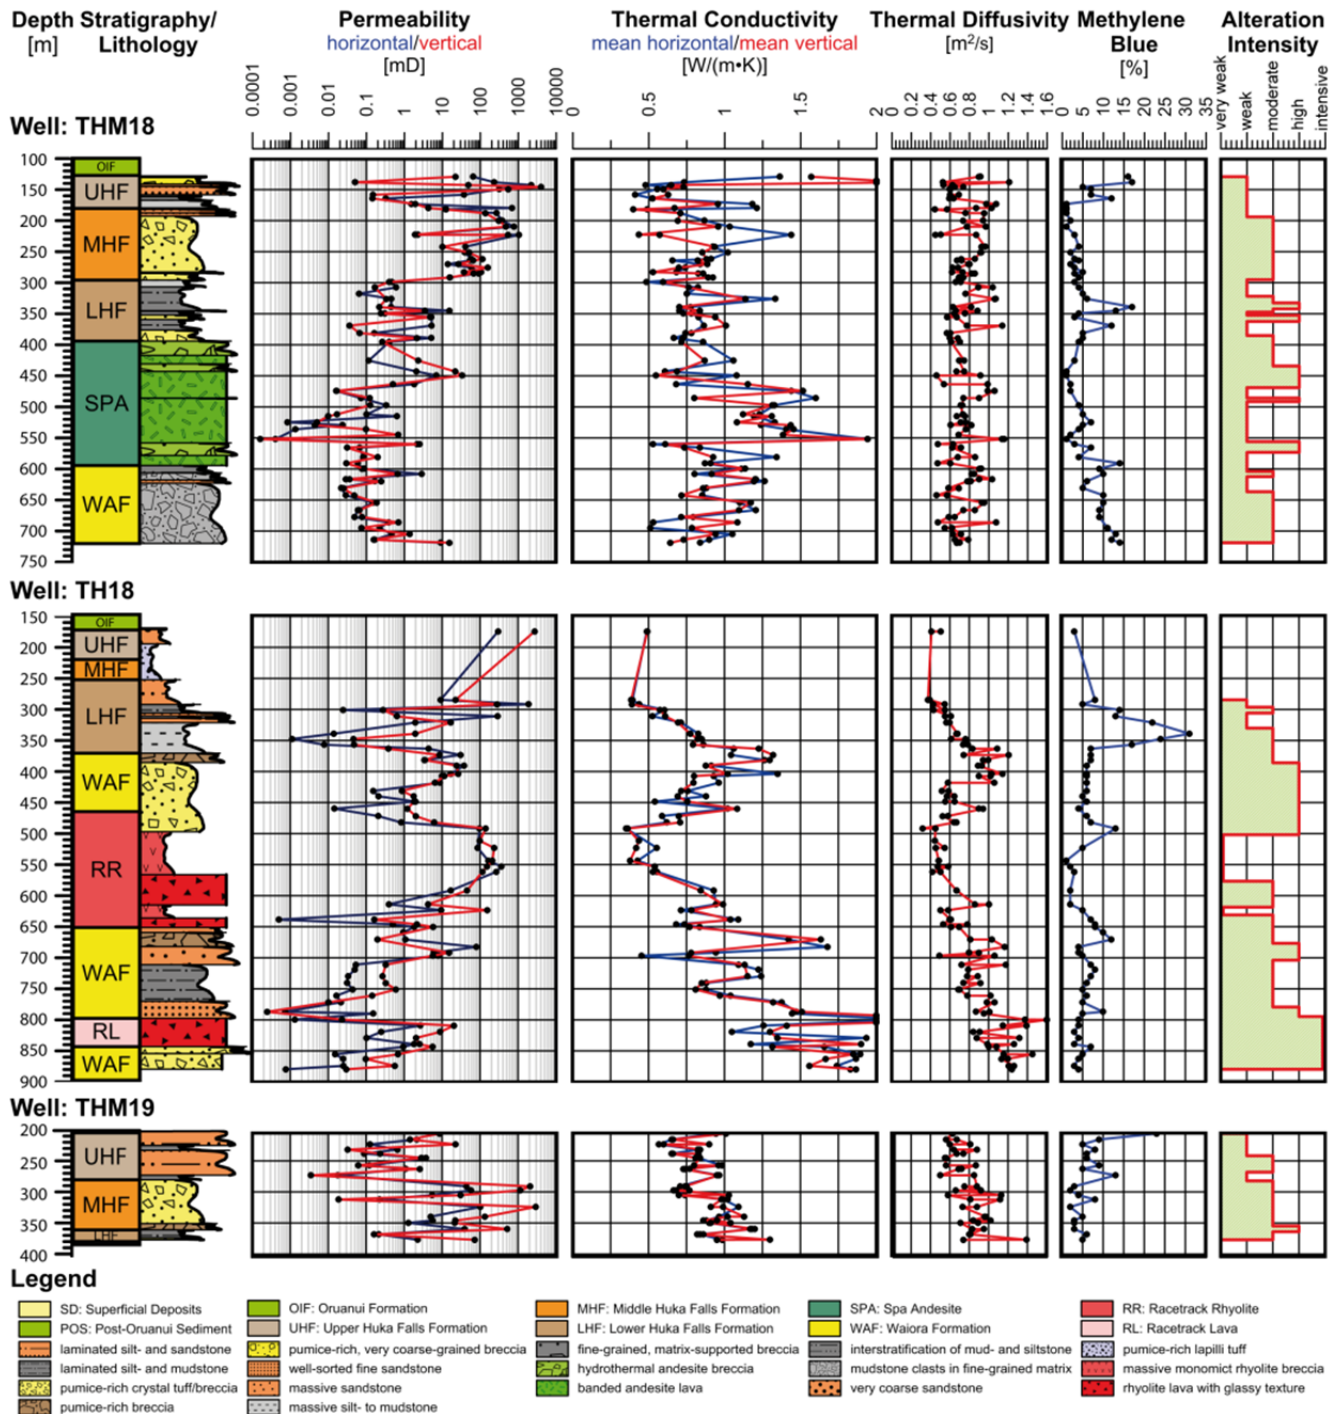 Depth Stratigraphy/ Permeability Thermal Conductivity Thermal Diffusivity Methylene Alteration
[m] Lithology horizontal/vertical mean horizontal/mean vertical [m²/s] Blue Intensity
[mD] [W/(m•K)] [%]
0.0001 0.001 0.01 0.1 1 10 100 1000 10000 0 0.5 1 1.5 2 0 0.2 0.4 0.6 0.8 1 1.2 1.4 1.6 0 5 10 15 20 25 30 35 very weak weak moderate high intensive
Well: THM18
100
OIF
150
UHF
200
MHF
250
300
LHF
350
400
450
SPA
500
550
600
WAF
650
700
750
Well: TH18
150
OIF
UHF
200
MHF
250
300
LHF
350
400
WAF
450
500
RR
550
600
650
700
WAF
750
800
RL
850
WAF
900
Well: THM19
200
UHF
250
300
MHF
350
LHF
400
Legend
SD: Superficial Deposits OIF: Oruanui Formation MHF: Middle Huka Falls Formation SPA: Spa Andesite RR: Racetrack Rhyolite
POS: Post-Oruanui Sediment UHF: Upper Huka Falls Formation LHF: Lower Huka Falls Formation WAF: Waiora Formation RL: Racetrack Lava
laminated silt- and sandstone pumice-rich, very coarse-grained breccia fine-grained, matrix-supported breccia interstratification of mud- and siltstone pumice-rich lapilli tuff
laminated silt- and mudstone well-sorted fine sandstone hydrothermal andesite breccia mudstone clasts in fine-grained matrix massive monomict rhyolite breccia
pumice-rich crystal tuff/breccia massive sandstone banded andesite lava very coarse sandstone rhyolite lava with glassy texture
pumice-rich breccia massive silt- to mudstone